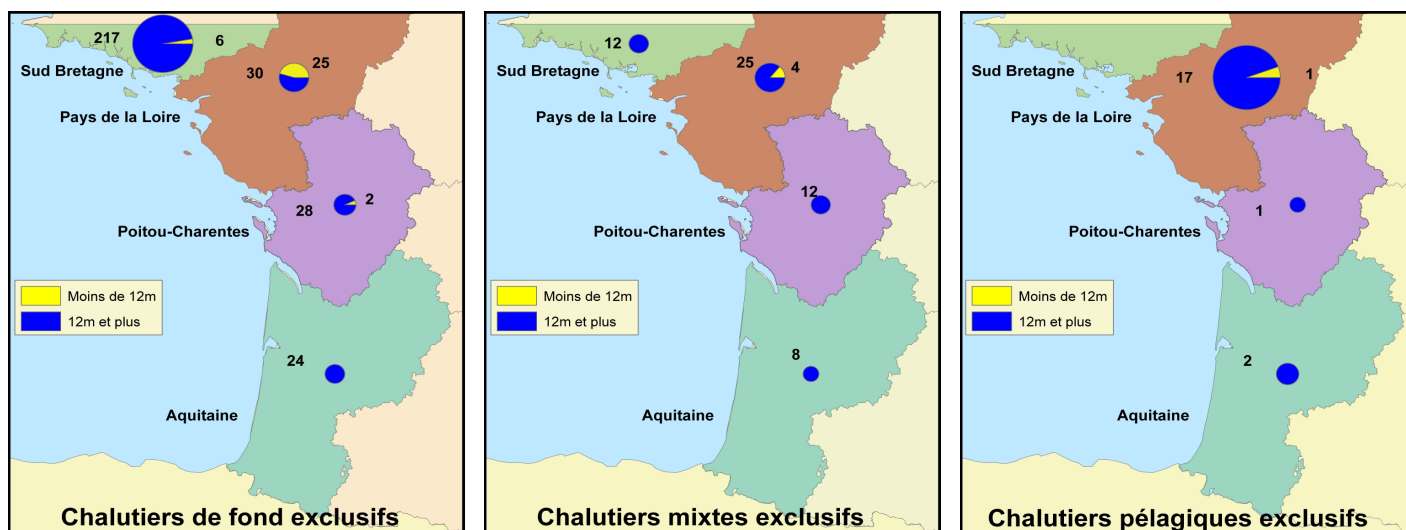 217
6
Sud Bretagne
30
25
Pays de la Loire
28
2
Poitou-Charentes
Moins de 12m
12m et plus
24
Aquitaine
Chalutiers de fond exclusifs
12
Sud Bretagne
25
4
Pays de la Loire
12
Poitou-Charentes
Moins de 12m
12m et plus
8
Aquitaine
Chalutiers mixtes exclusifs
Sud Bretagne
17
1
Pays de la Loire
1
Poitou-Charentes
Moins de 12m
12m et plus
2
Aquitaine
Chalutiers pélagiques exclusifs